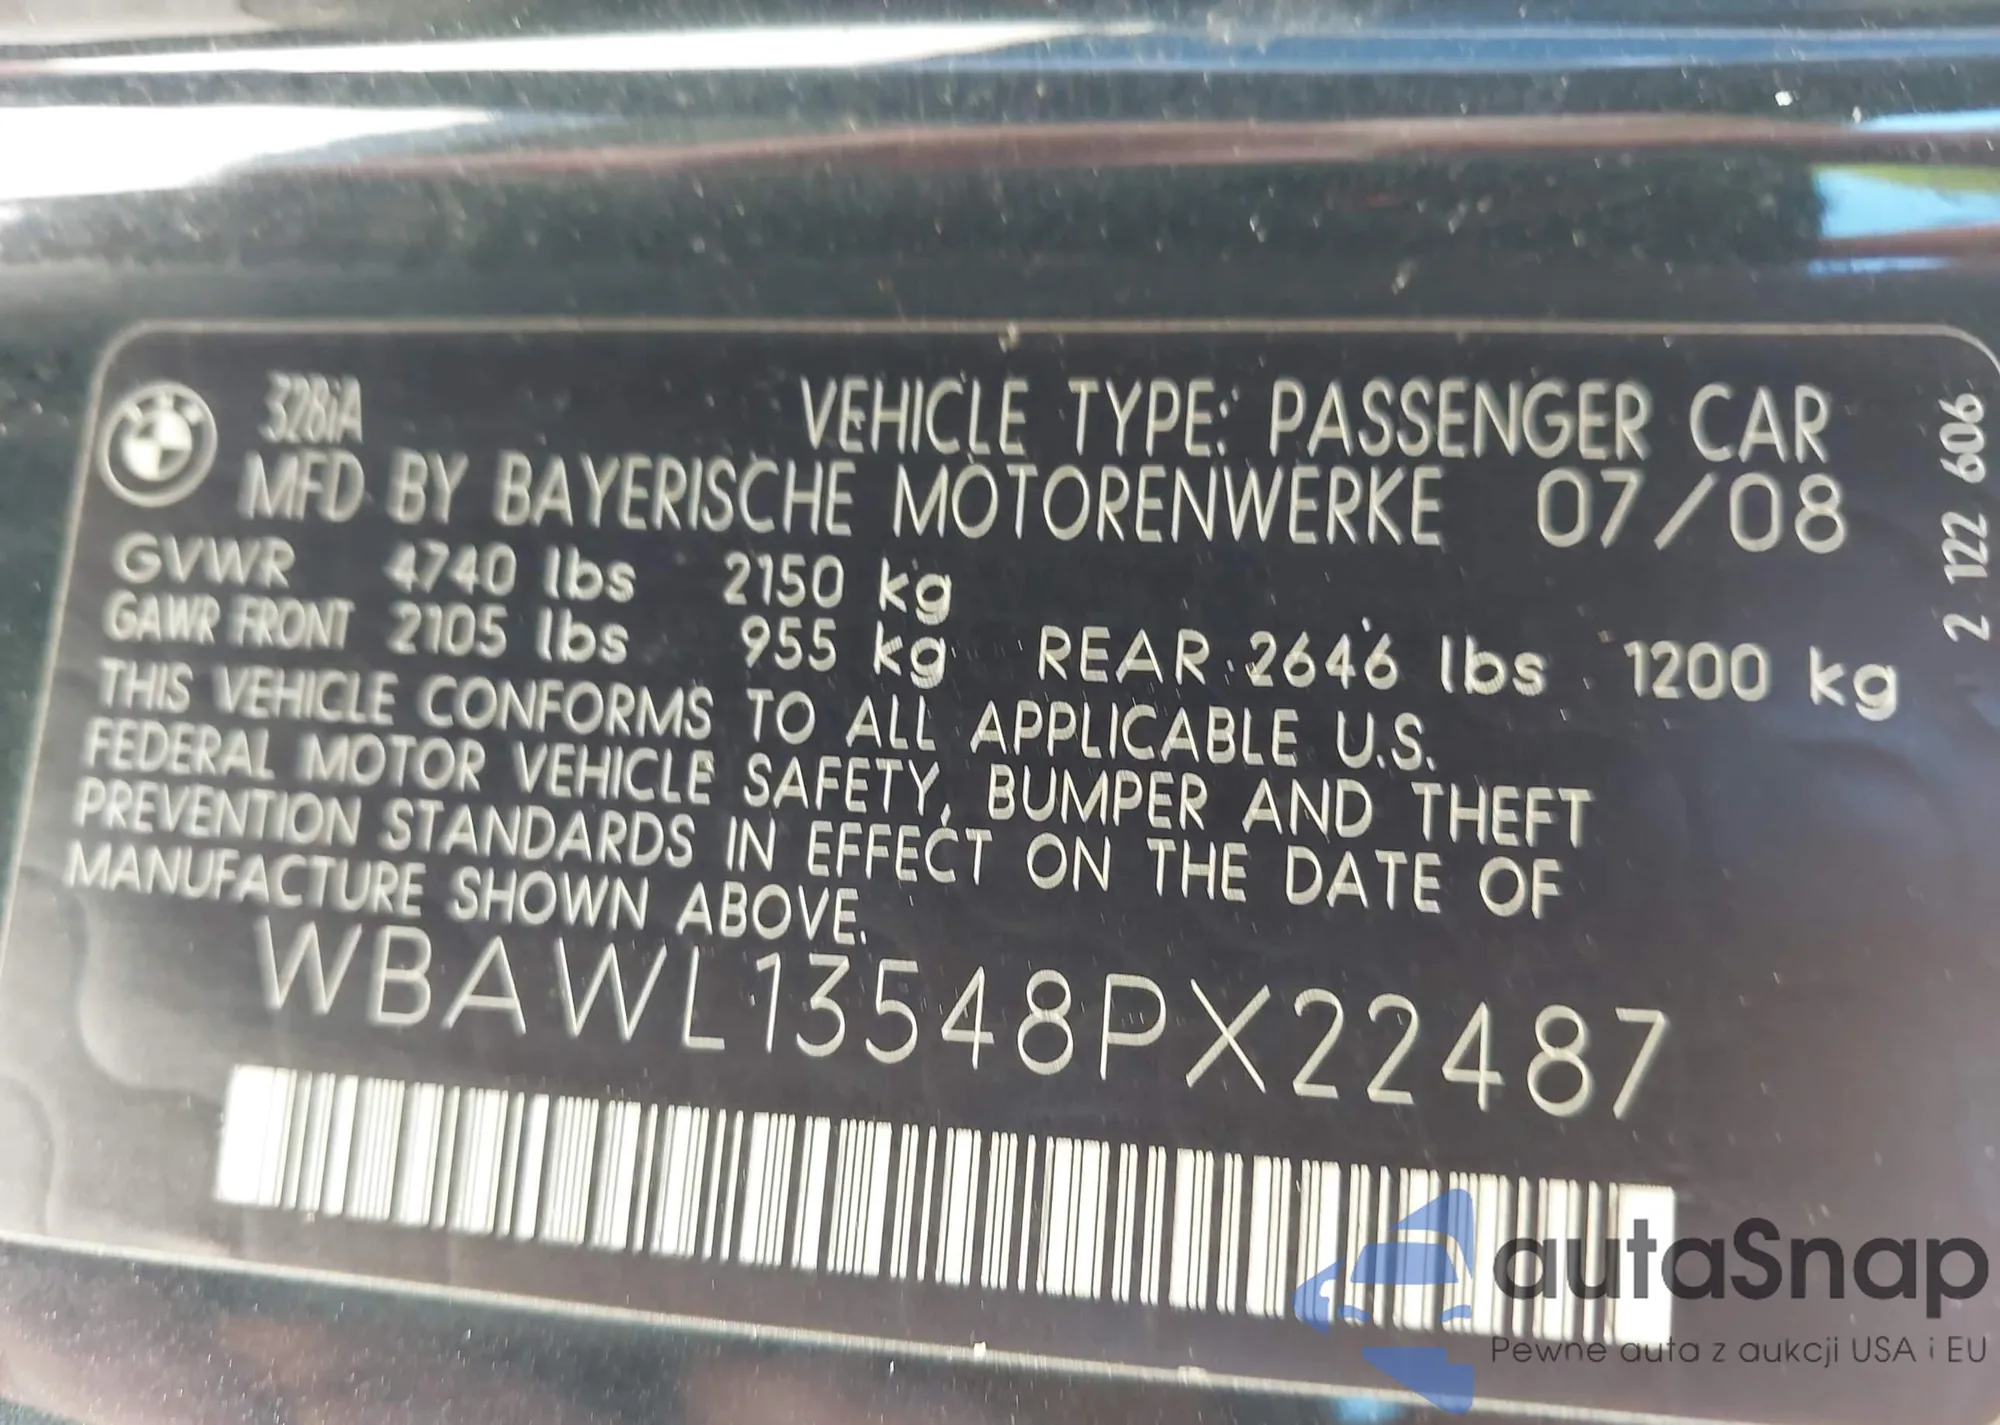 328iA
VEHICLE TYPE: PASSENGER CAR
MFD BY BAYERISCHE MOTORENWERKE 07/08
GVWR 4740 lbs 2150 kg
GAWR FRONT 2105 lbs 955 kg REAR 2646 lbs 1200 kg
THIS VEHICLE CONFORMS TO ALL APPLICABLE U.S.
FEDERAL MOTOR VEHICLE SAFETY, BUMPER AND THEFT
PREVENTION STANDARDS IN EFFECT ON THE DATE OF
MANUFACTURE SHOWN ABOVE.
WBAWL13548PX22487
2 122 606
autaSnap
Pewne auta z aukcji USA i EU